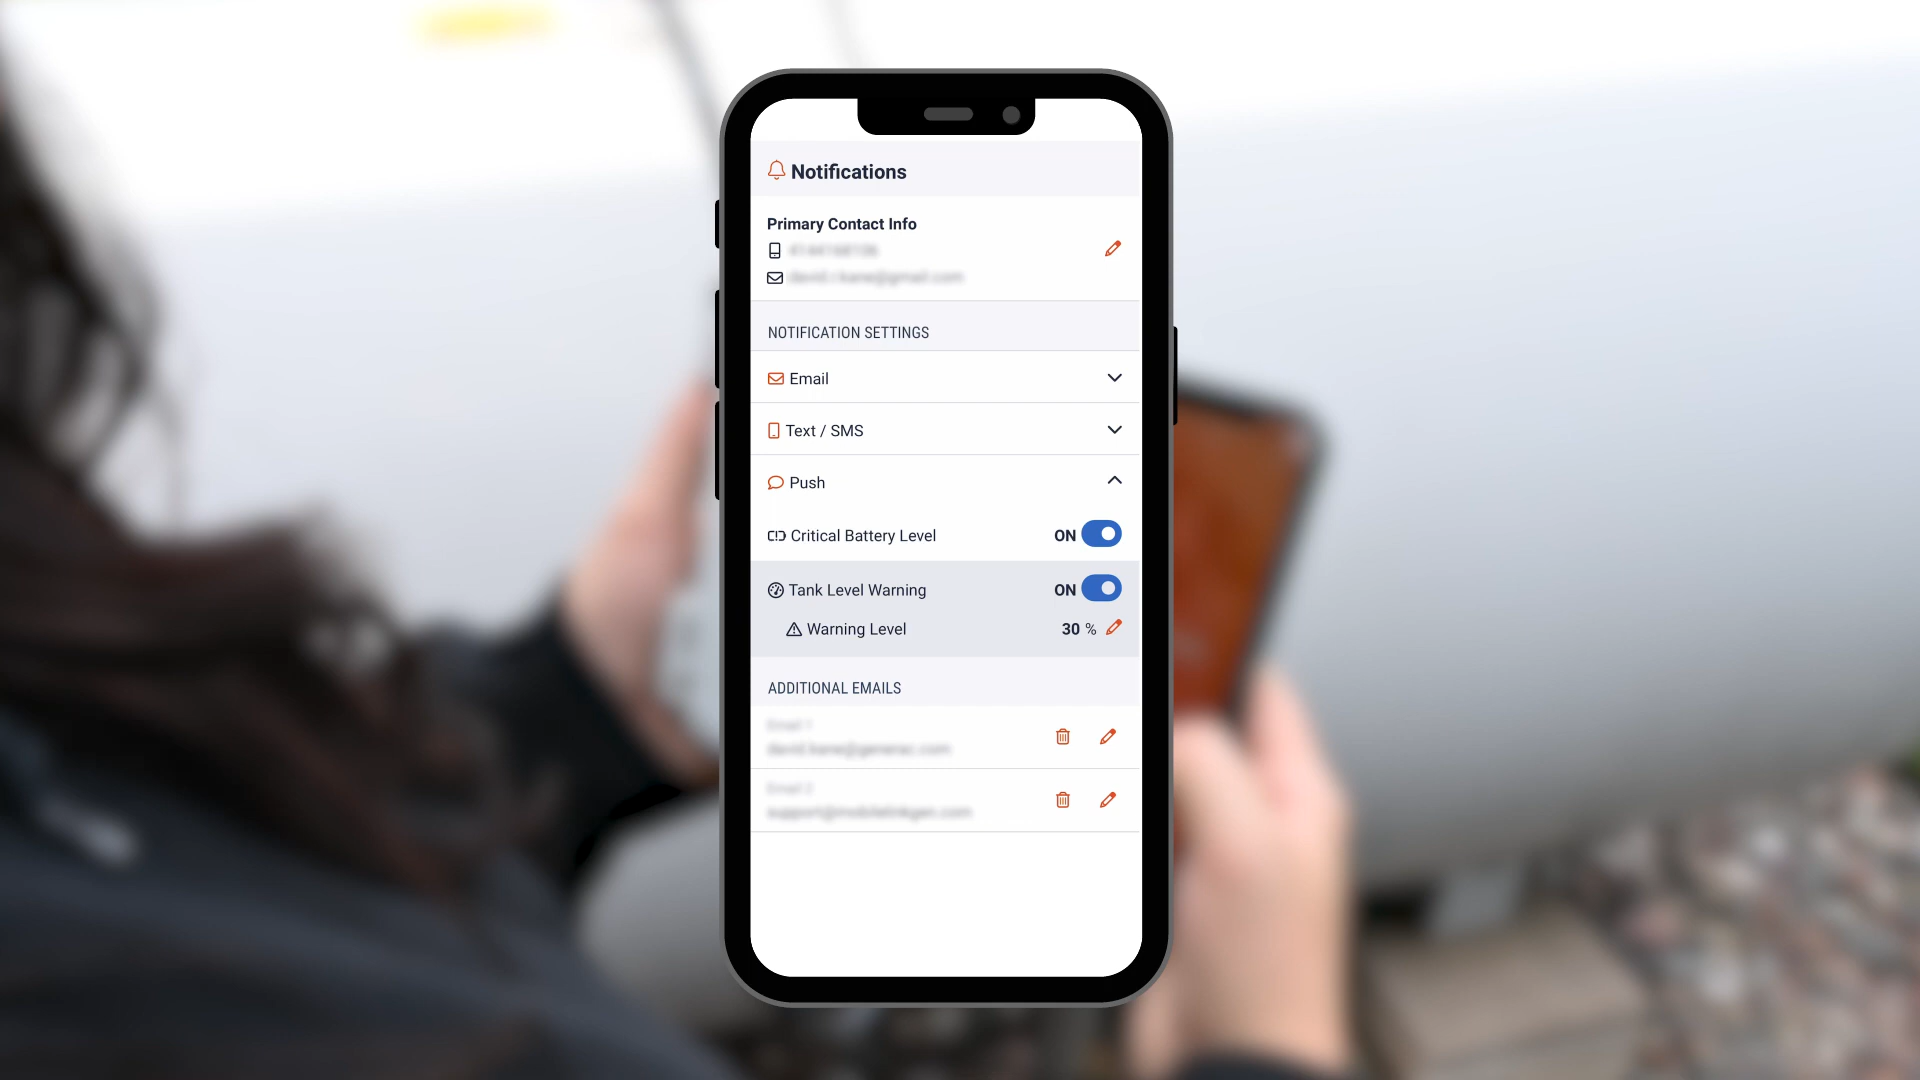 Notifications
Primary Contact Info
NOTIFICATION SETTINGS
Email
Text / SMS
Push
Critical Battery Level ON
Tank Level Warning ON
Warning Level 30 %
ADDITIONAL EMAILS